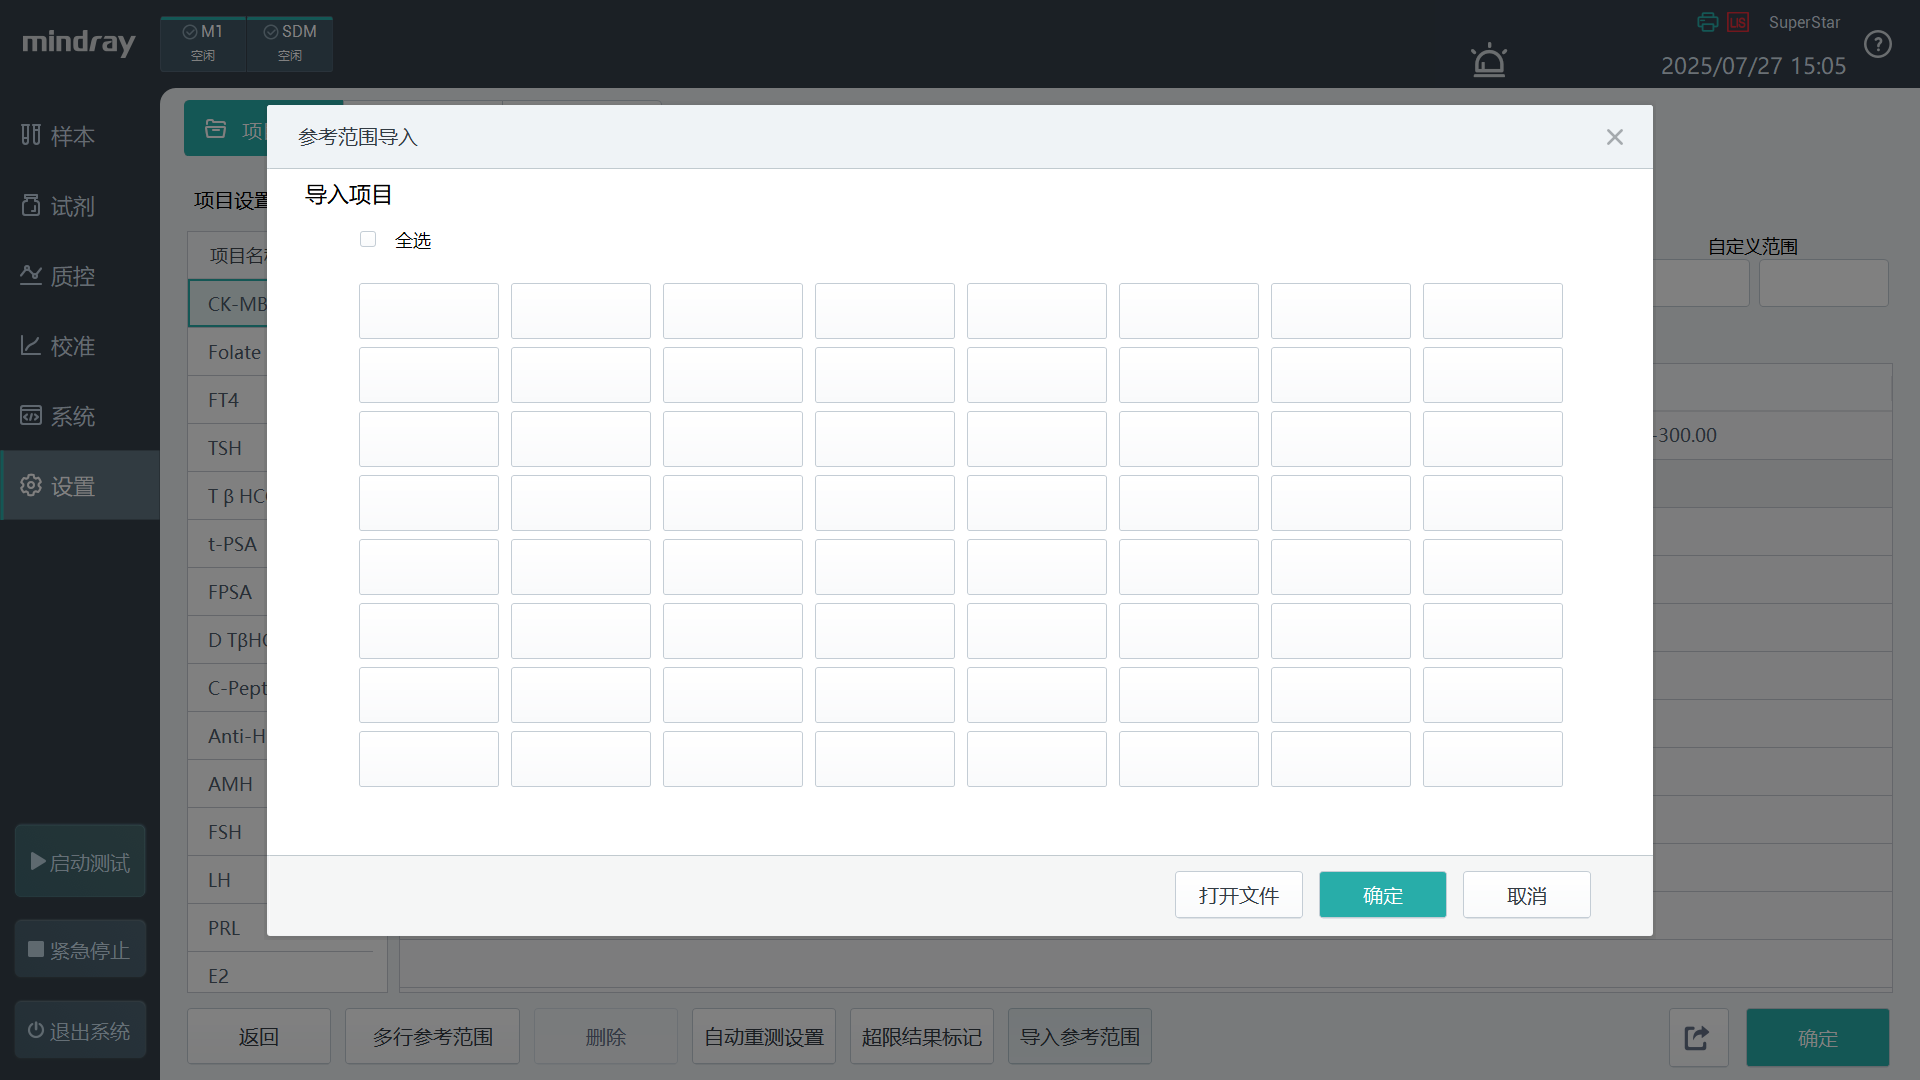 mindray
M1
空闲
SDM
空闲
LIS
SuperStar
2025/07/27 15:05
样本
试剂
质控
校准
系统
设置
启动测试
紧急停止
退出系统
项目设置
项目名
CK-MB
Folate
FT4
TSH
T β HC
t-PSA
FPSA
D TβHC
C-Pept
Anti-H
AMH
FSH
LH
PRL
E2
自定义范围
-300.00
参考范围导入
导入项目
全选
打开文件
确定
取消
返回
多行参考范围
删除
自动重测设置
超限结果标记
导入参考范围
确定